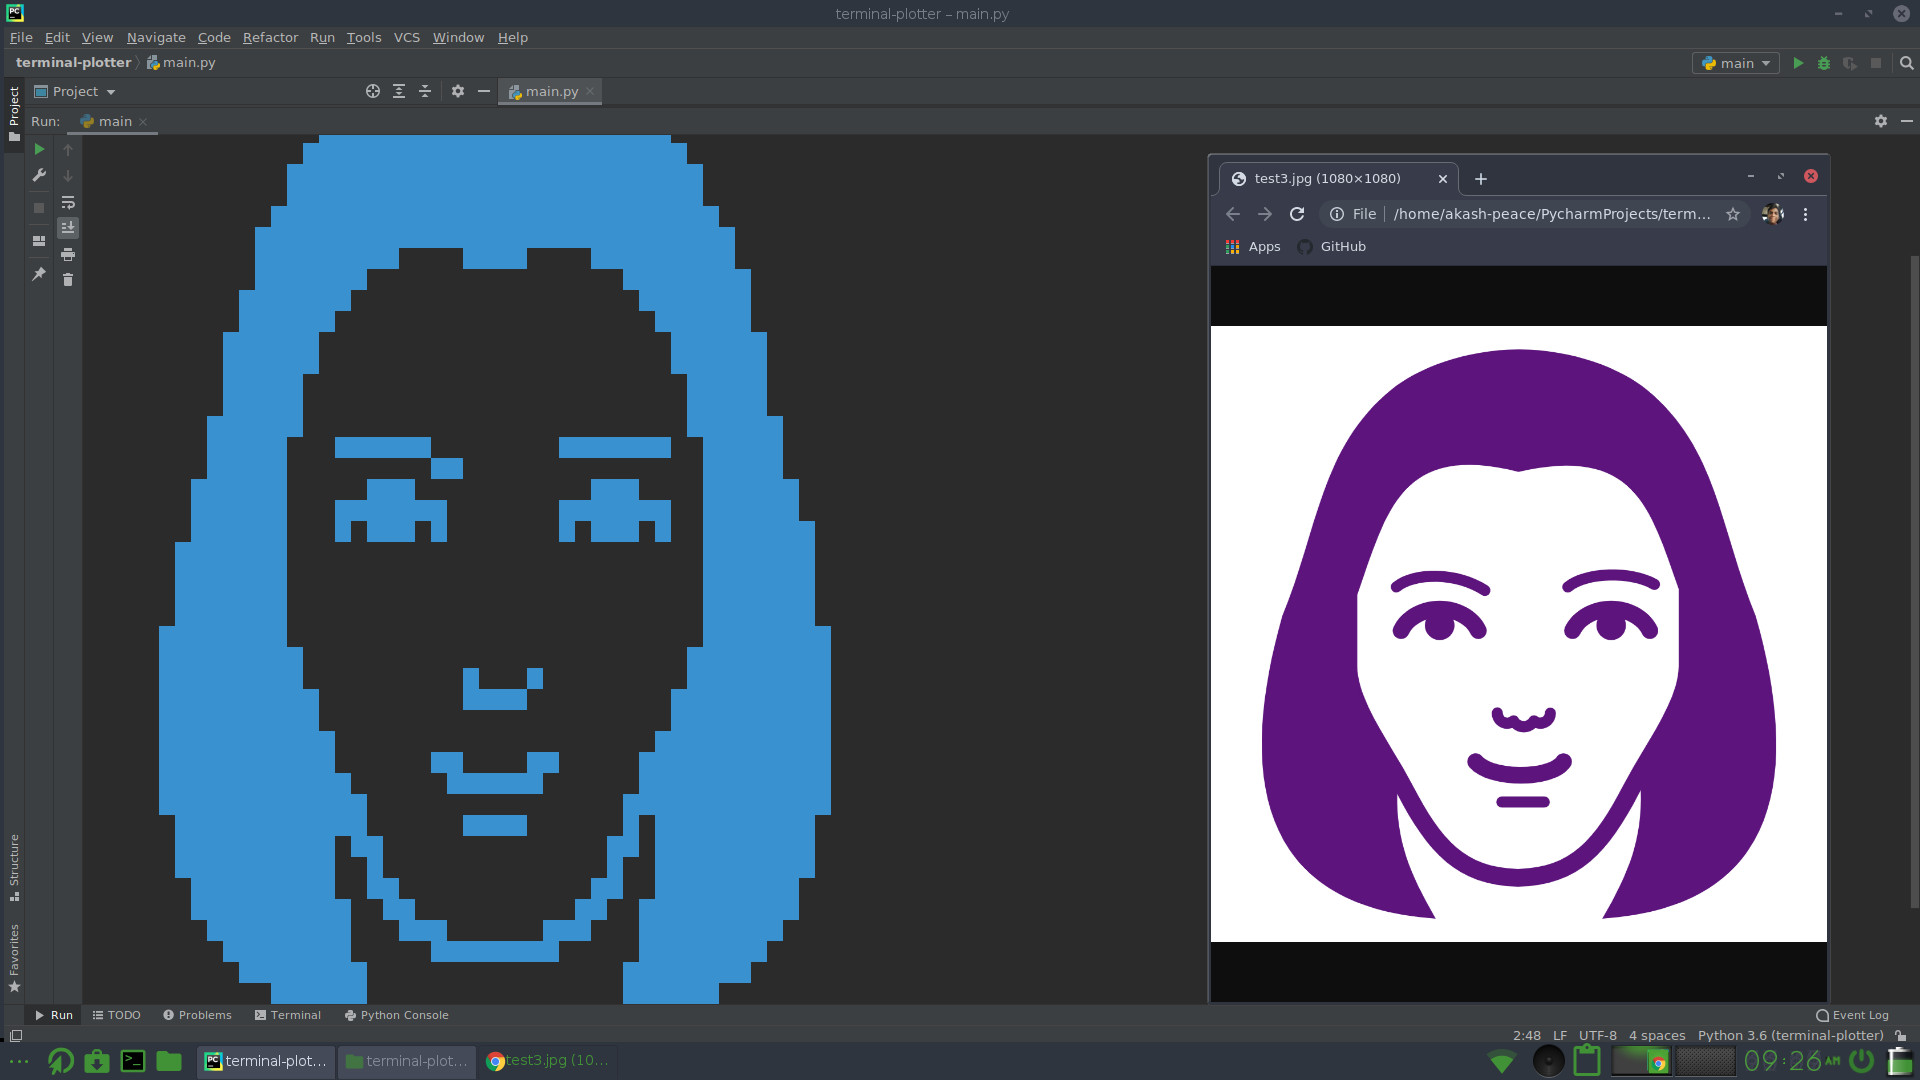 terminal-plotter – main.py
File Edit View Navigate Code Refactor Run Tools VCS Window Help
terminal-plotter main.py main
Project main.py
Project
Run: main
test3.jpg (1080×1080)
File /home/akash-peace/PycharmProjects/term...
Apps GitHub
Structure
Favorites
Run TODO Problems Terminal Python Console Event Log
2:48 LF UTF-8 4 spaces Python 3.6 (terminal-plotter)
terminal-plot... terminal-plot... test3.jpg (10... 09:26 AM